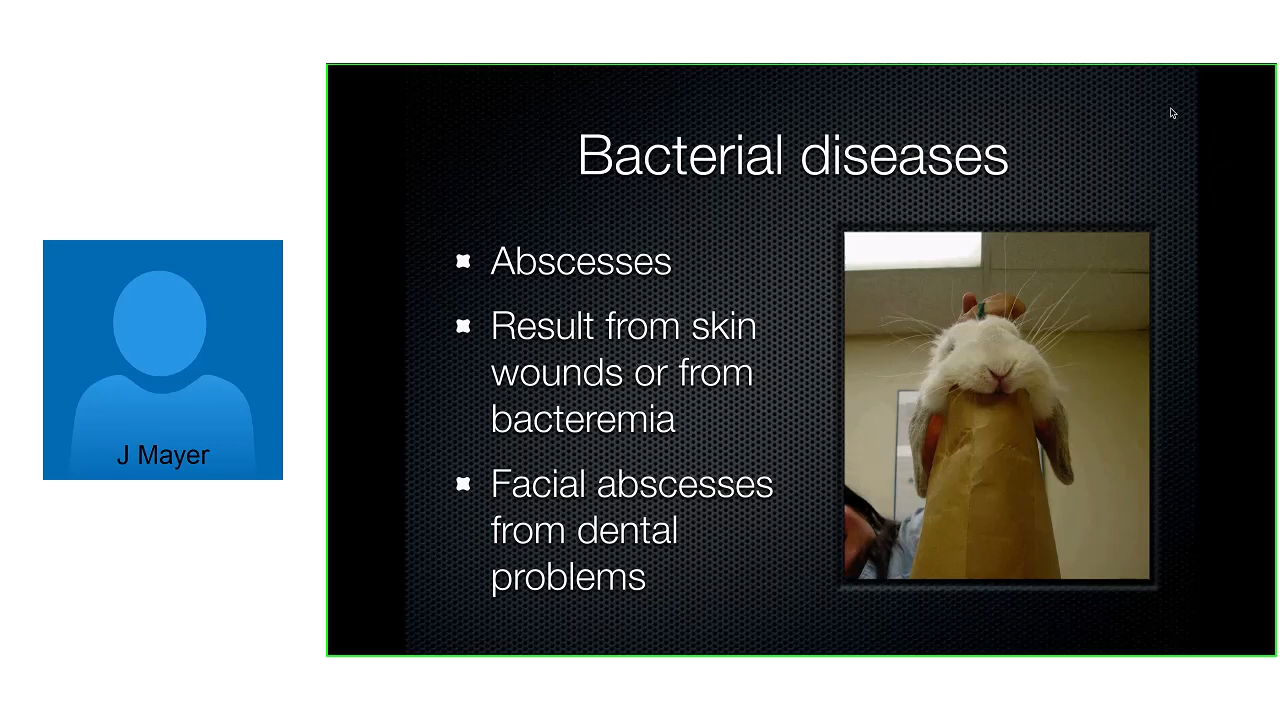 Bacterial diseases
Abscesses
Result from skin
wounds or from
bacteremia
Facial abscesses
from dental
problems
J Mayer